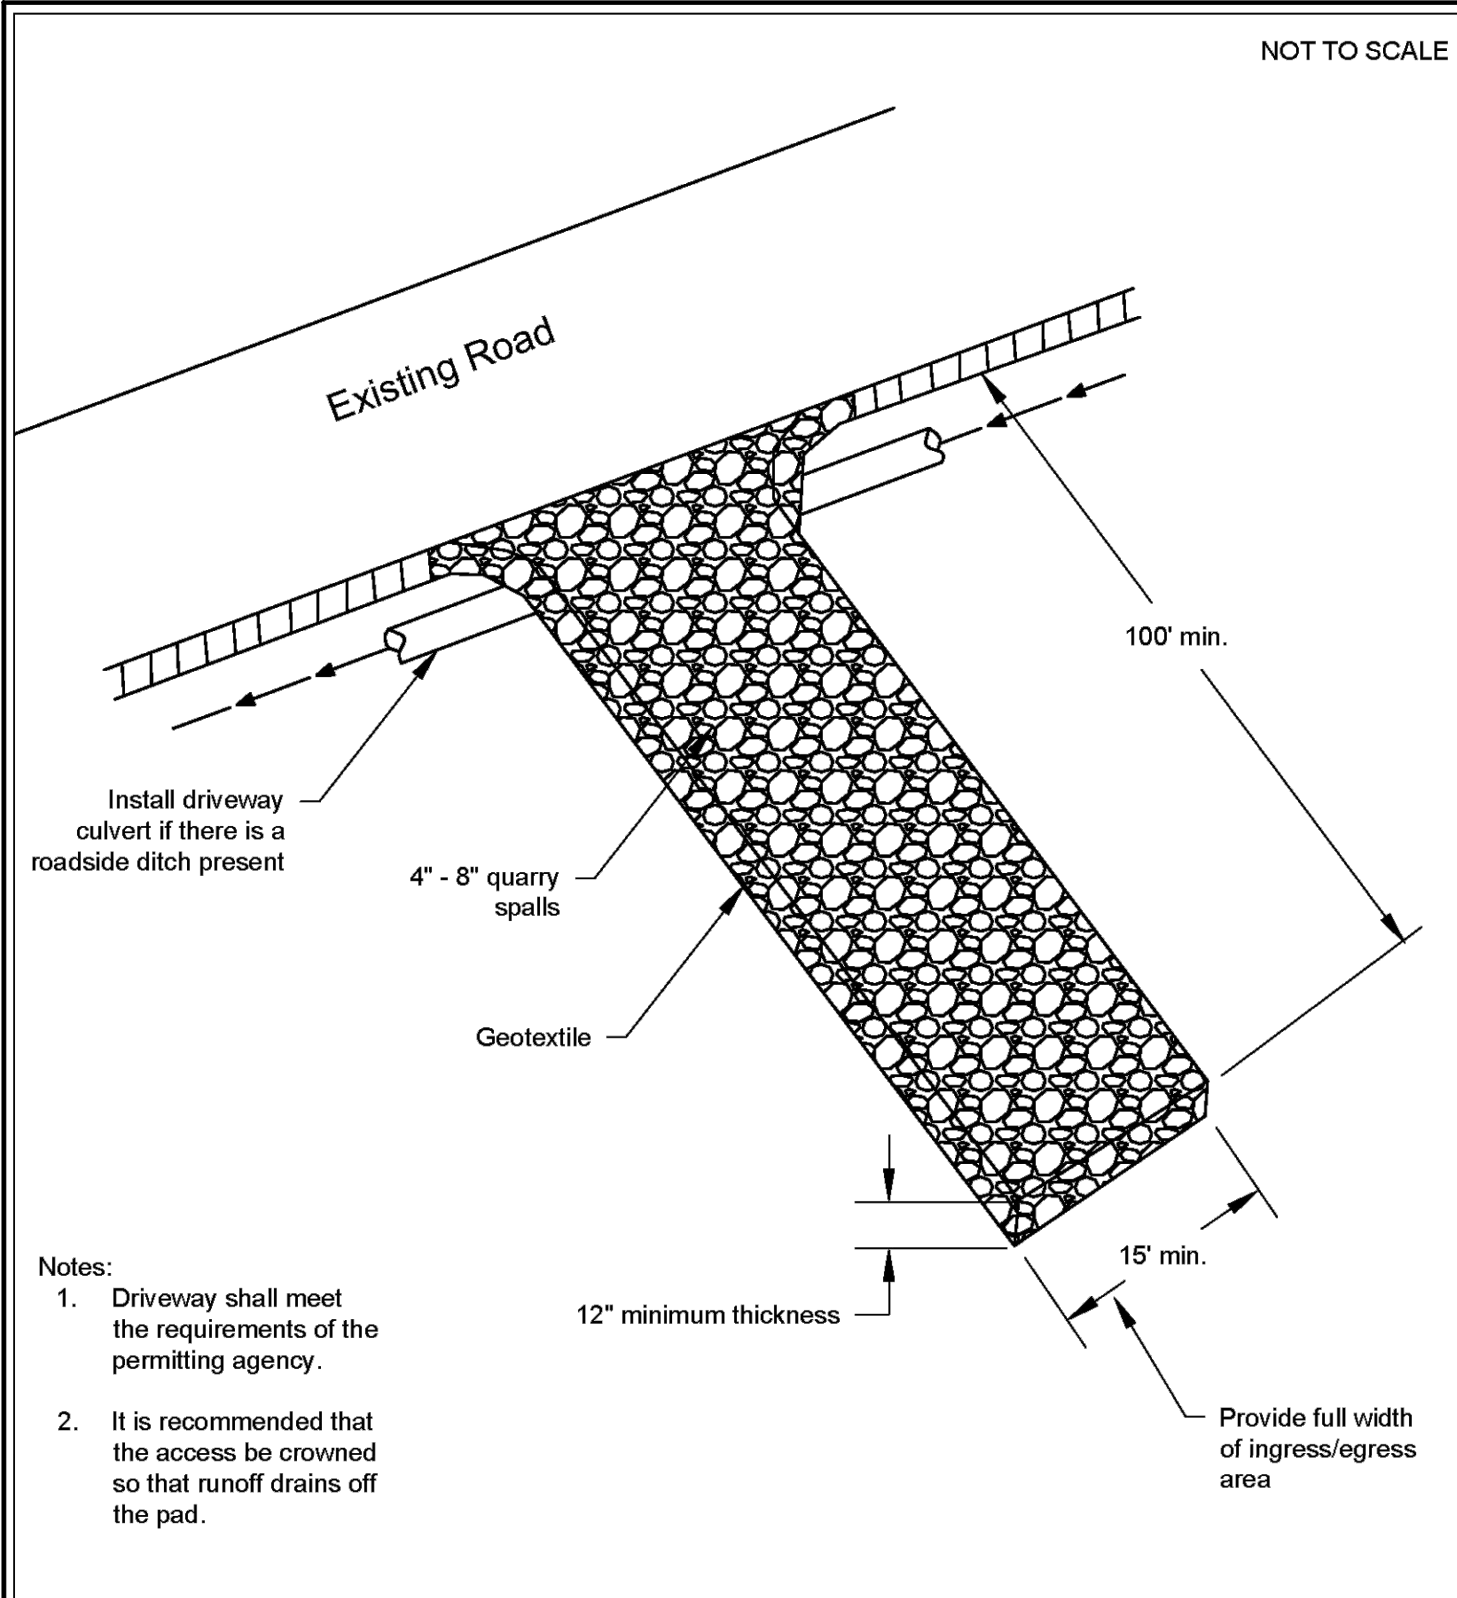 NOT TO SCALE
Existing Road
100' min.
Install driveway
culvert if there is a
roadside ditch present
4" - 8" quarry
spalls
Geotextile
15' min.
12" minimum thickness
Provide full width
of ingress/egress
area
Notes:
1. Driveway shall meet
the requirements of the
permitting agency.
2. It is recommended that
the access be crowned
so that runoff drains off
the pad.